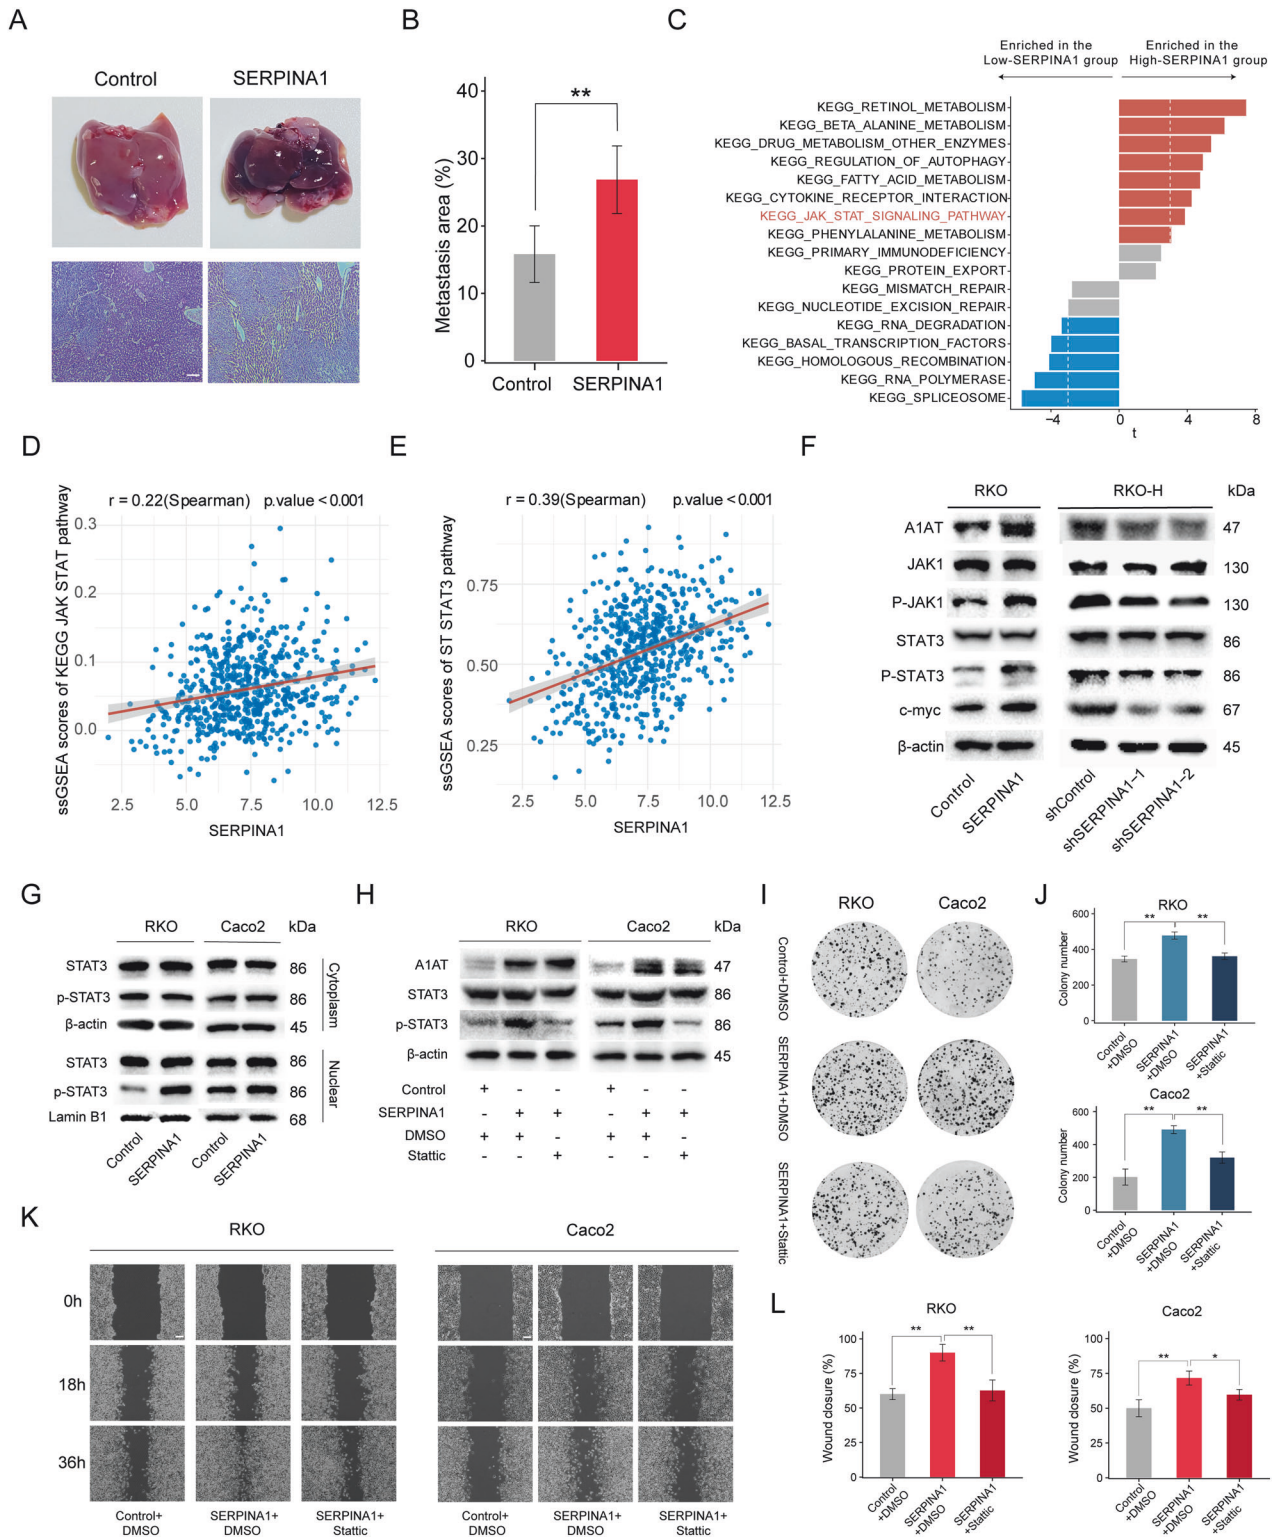 A
Control
SERPINA1
B
Metastasis area (%)
40
30
20
10
0
**
Control
SERPINA1
C
Enriched in the
Low-SERPINA1 group
Enriched in the
High-SERPINA1 group
KEGG_RETINOL_METABOLISM
KEGG_BETA_ALANINE_METABOLISM
KEGG_DRUG_METABOLISM_OTHER_ENZYMES
KEGG_REGULATION_OF_AUTOPHAGY
KEGG_FATTY_ACID_METABOLISM
KEGG_CYTOKINE_RECEPTOR_INTERACTION
KEGG_JAK_STAT_SIGNALING_PATHWAY
KEGG_PHENYLALANINE_METABOLISM
KEGG_PRIMARY_IMMUNODEFICIENCY
KEGG_PROTEIN_EXPORT
KEGG_MISMATCH_REPAIR
KEGG_NUCLEOTIDE_EXCISION_REPAIR
KEGG_RNA_DEGRADATION
KEGG_BASAL_TRANSCRIPTION_FACTORS
KEGG_HOMOLOGOUS_RECOMBINATION
KEGG_RNA_POLYMERASE
KEGG_SPLICEOSOME
−4 0 4 8
t
D
r = 0.22(Spearman) p.value < 0.001
ssGSEA scores of KEGG JAK STAT pathway
0.3
0.2
0.1
0.0
2.5 5.0 7.5 10.0 12.5
SERPINA1
E
r = 0.39(Spearman) p.value < 0.001
ssGSEA scores of ST STAT3 pathway
0.75
0.50
0.25
2.5 5.0 7.5 10.0 12.5
SERPINA1
F
RKO RKO-H kDa
A1AT 47
JAK1 130
P-JAK1 130
STAT3 86
P-STAT3 86
c-myc 67
β-actin 45
Control
SERPINA1
shControl
shSERPINA1−1
shSERPINA1−2
G
RKO Caco2 kDa
STAT3 86
p-STAT3 86
β-actin 45
Cytoplasm
STAT3 86
p-STAT3 86
Lamin B1 68
Nuclear
Control
SERPINA1
Control
SERPINA1
H
RKO Caco2 kDa
A1AT 47
STAT3 86
p-STAT3 86
β-actin 45
Control + - - + - -
SERPINA1 - + + - + +
DMSO + + - + + -
Stattic - - + - - +
I
RKO Caco2
Control+DMSO
SERPINA1+DMSO
SERPINA1+Stattic
J
RKO
Colony number
600
400
200
0
** **
Control
+DMSO
SERPINA1
+DMSO
SERPINA1
+Stattic
Caco2
Colony number
600
400
200
0
** **
Control
+DMSO
SERPINA1
+DMSO
SERPINA1
+Stattic
K
RKO Caco2
0h
18h
36h
Control+
DMSO
SERPINA1+
DMSO
SERPINA1+
Stattic
Control+
DMSO
SERPINA1+
DMSO
SERPINA1+
Stattic
L
RKO
Wound closure (%)
100
75
50
25
0
** **
Control
+DMSO
SERPINA1
+DMSO
SERPINA1
+Stattic
Caco2
Wound closure (%)
100
75
50
25
0
** *
Control
+DMSO
SERPINA1
+DMSO
SERPINA1
+Stattic